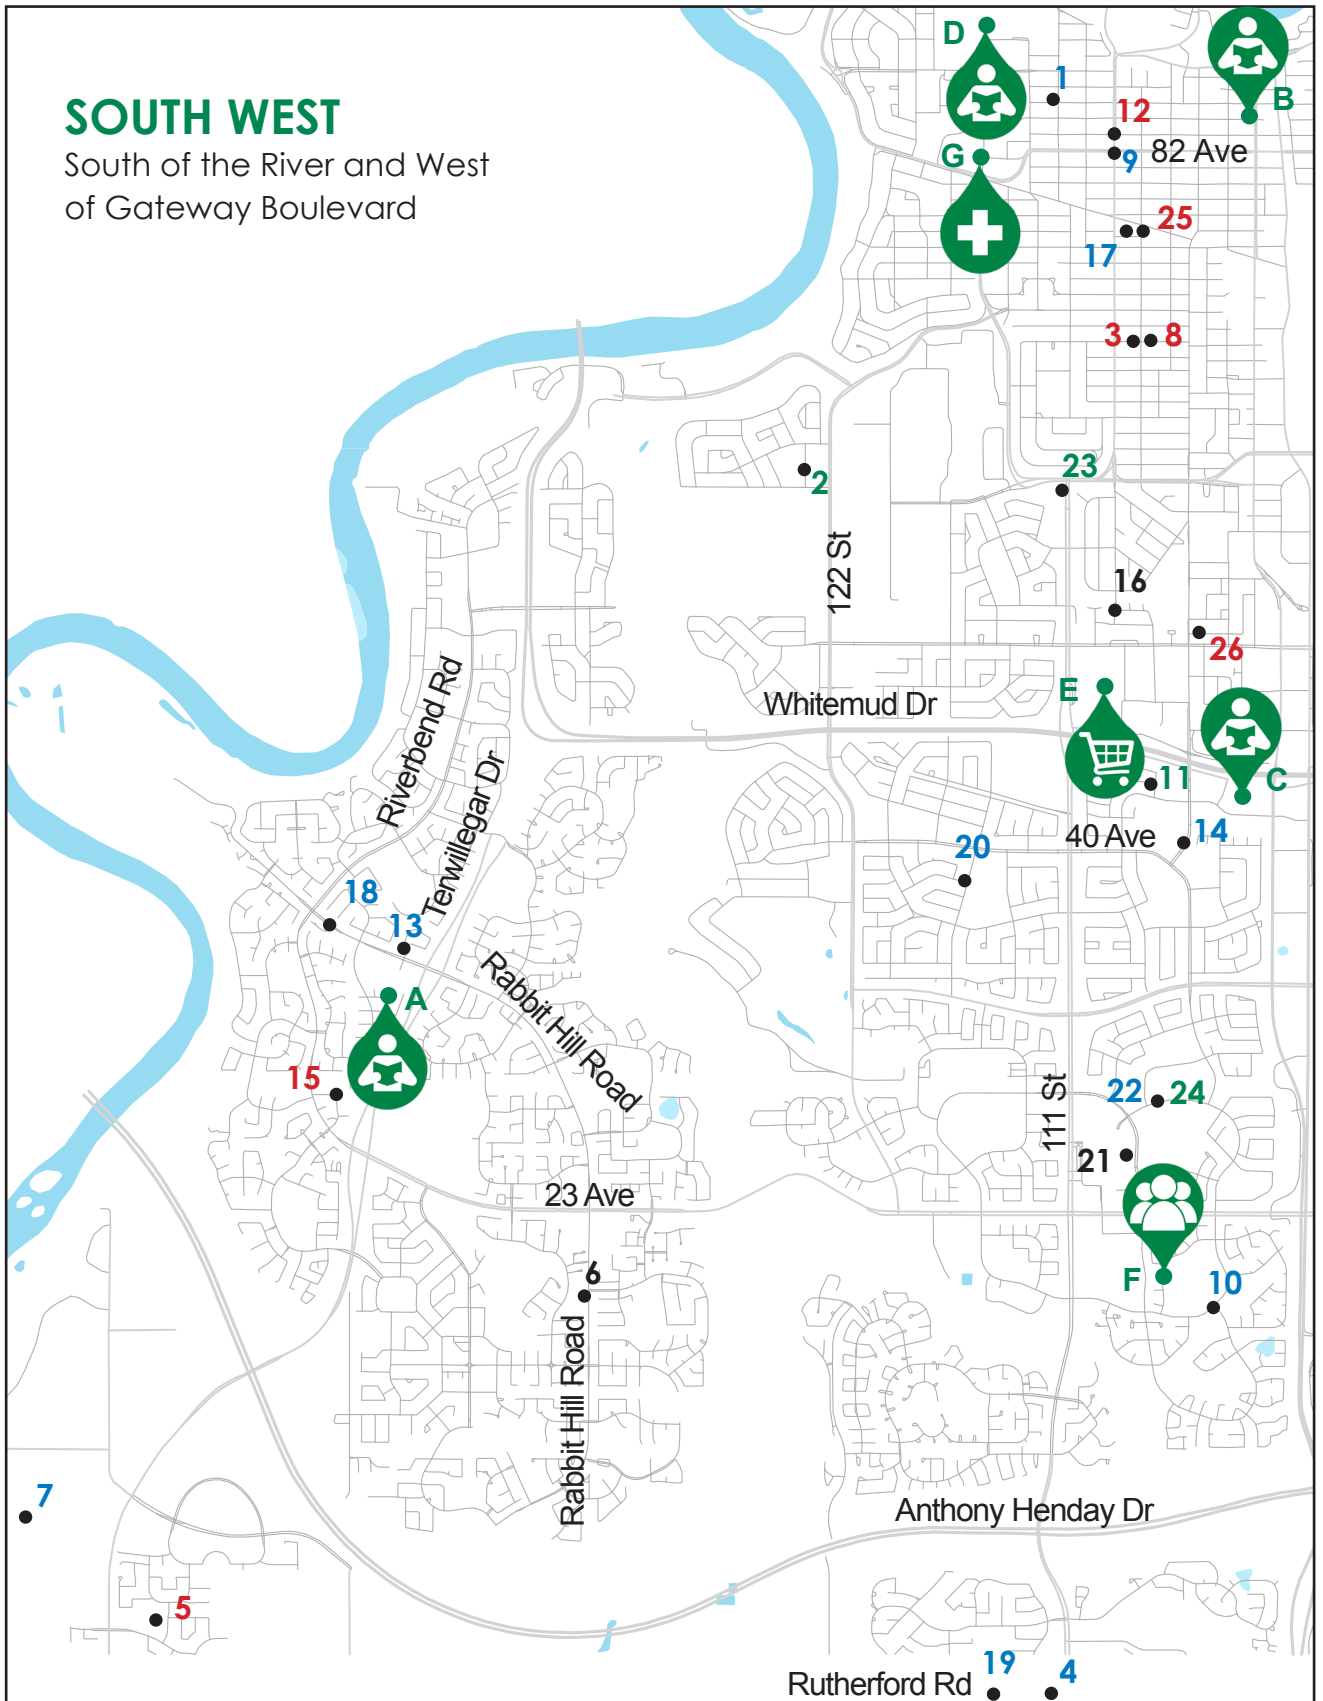 SOUTH WEST
South of the River and West
of Gateway Boulevard
D
1
B
12
G
9
82 Ave
25
17
3
8
23
2
122 St
16
26
Riverbend Rd
E
Whitemud Dr
Terwillegar Dr
11
C
40 Ave
14
20
18
13
Rabbit Hill Road
A
15
111 St
22
24
21
23 Ave
6
F
10
Rabbit Hill Road
7
Anthony Henday Dr
5
Rutherford Rd
19
4